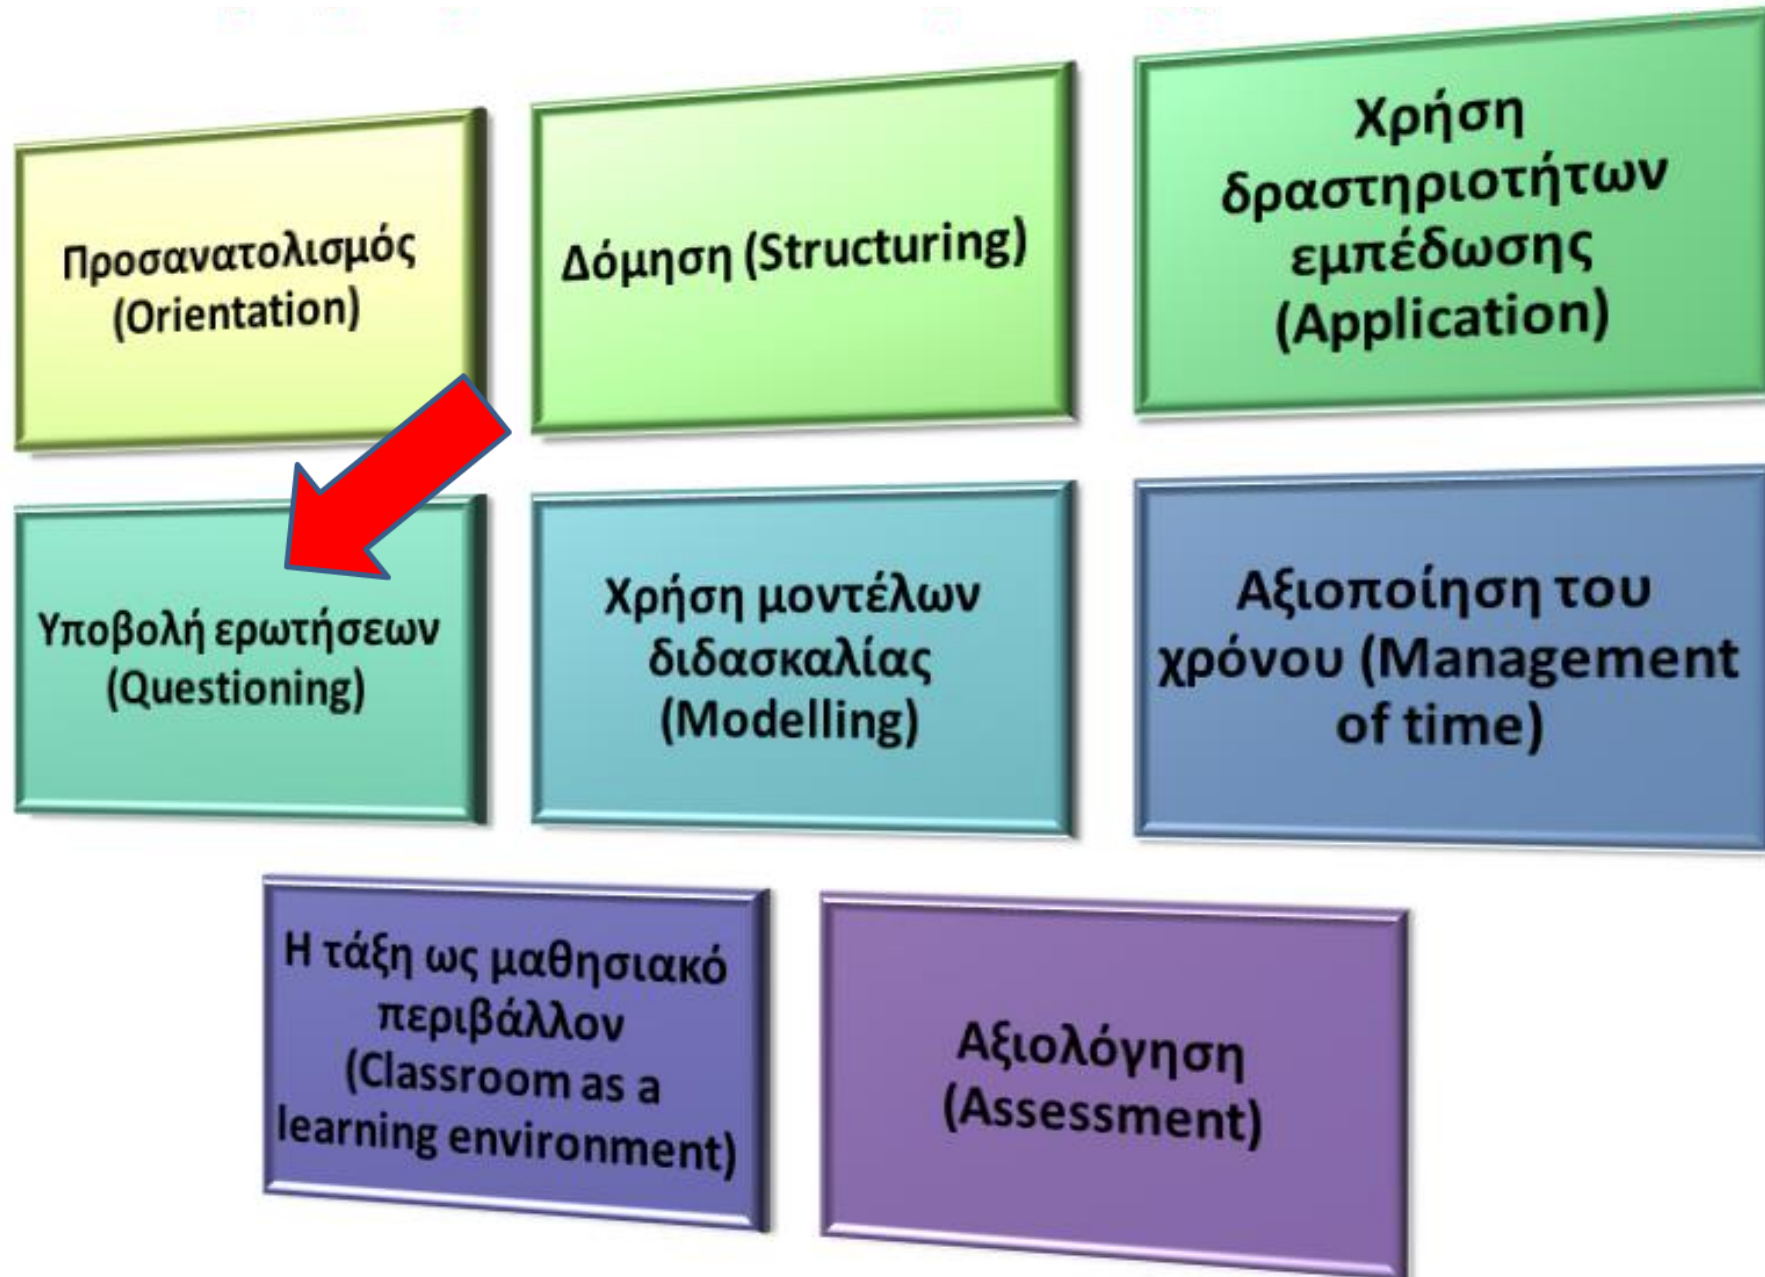 Προσανατολισμός
(Orientation)
Δόμηση (Structuring)
Χρήση
δραστηριοτήτων
εμπέδωσης
(Application)
Υποβολή ερωτήσεων
(Questioning)
Χρήση μοντέλων
διδασκαλίας
(Modelling)
Αξιοποίηση του
χρόνου (Management
of time)
Η τάξη ως μαθησιακό
περιβάλλον
(Classroom as a
learning environment)
Αξιολόγηση
(Assessment)